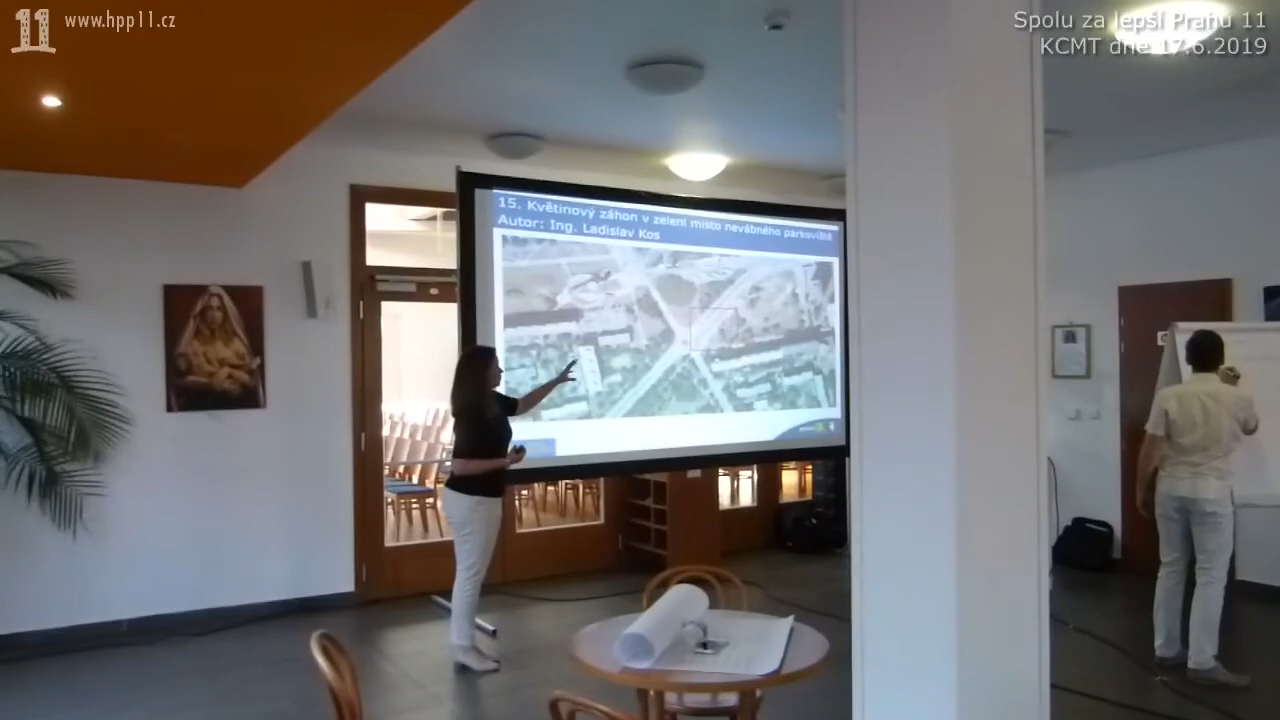 11 www.hpp11.cz
Spolu za lepší Prahu 11
KCMT dne 17.6.2019
15. Květinový záhon v zeleni místo nevábného parkoviště
Autor: Ing. Ladislav Kos